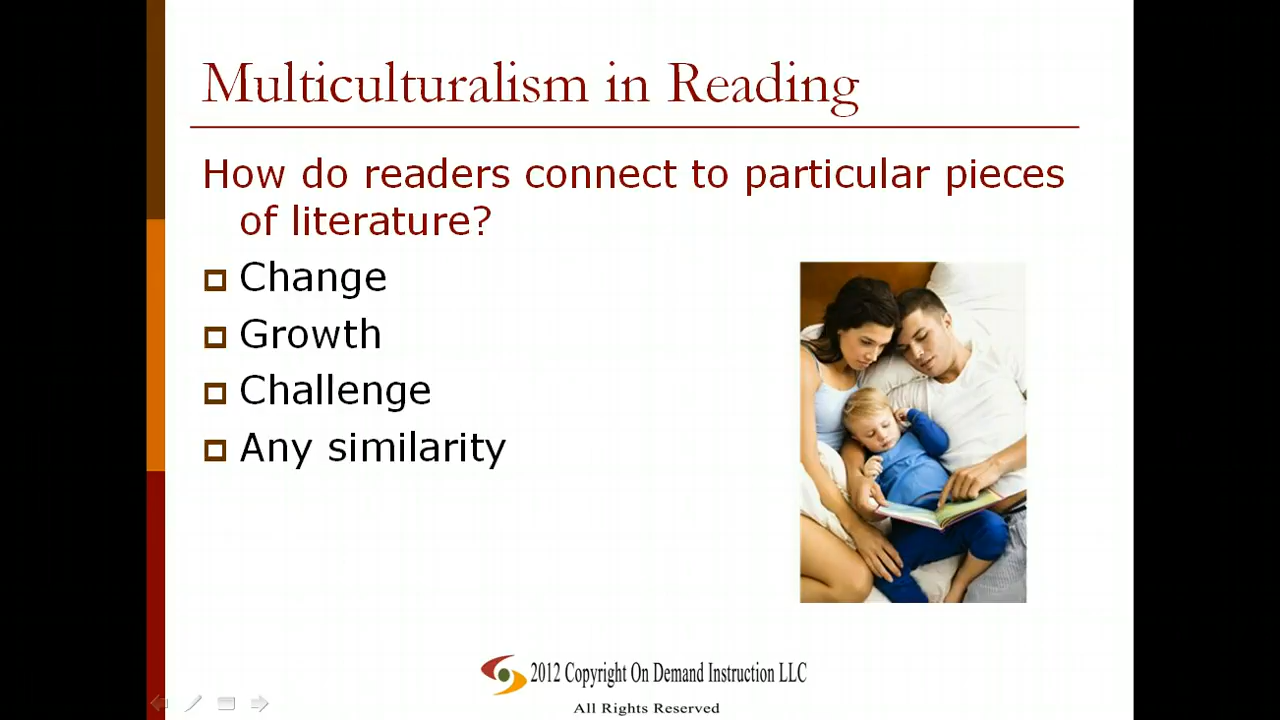 Multiculturalism in Reading
How do readers connect to particular pieces
of literature?
Change
Growth
Challenge
Any similarity
2012 Copyright On Demand Instruction LLC
All Rights Reserved